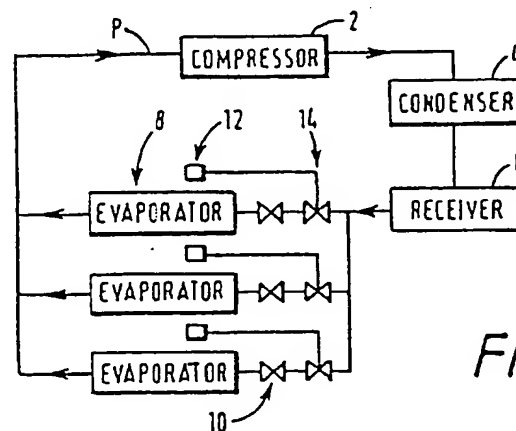 P
COMPRESSOR
2
CONDENSER
8
12
14
EVAPORATOR
RECEIVER
EVAPORATOR
EVAPORATOR
10